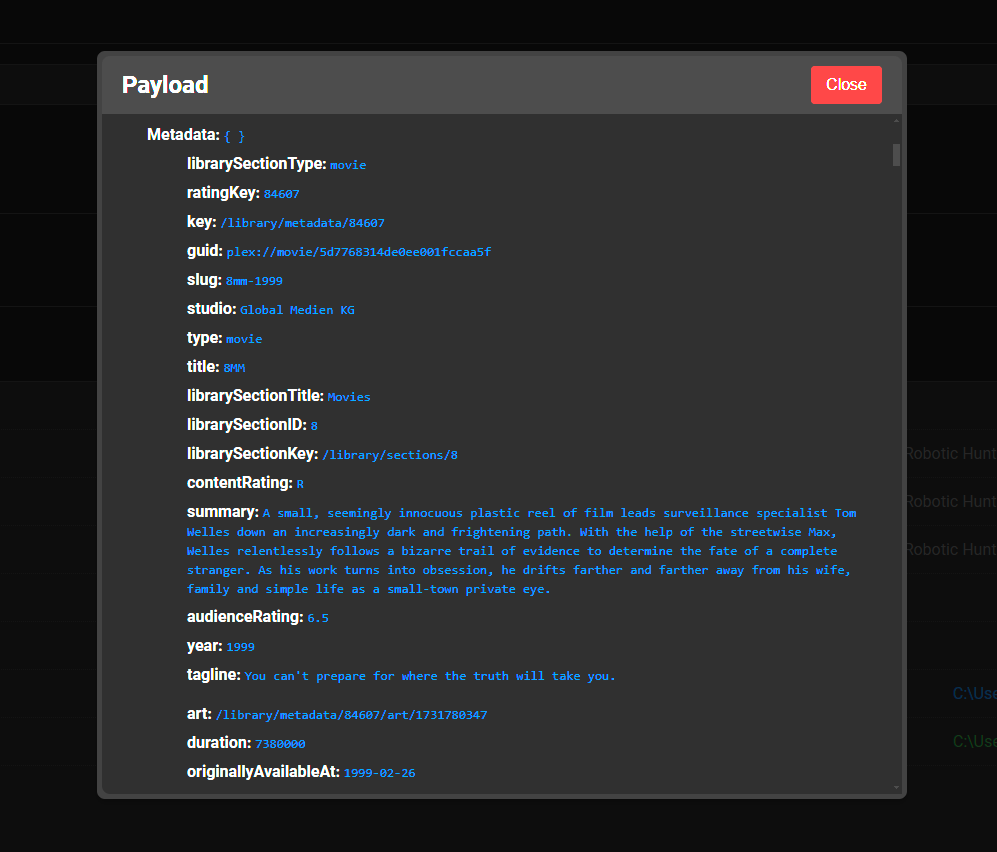 Payload
Close
Metadata: { }
librarySectionType: movie
ratingKey: 84607
key: /library/metadata/84607
guid: plex://movie/5d7768314de0ee001fccaa5f
slug: 8mm-1999
studio: Global Medien KG
type: movie
title: 8MM
librarySectionTitle: Movies
librarySectionID: 8
librarySectionKey: /library/sections/8
Robotic Hunt
contentRating: R
Robotic Hunt
summary: A small, seemingly innocuous plastic reel of film leads surveillance specialist Tom
Welles down an increasingly dark and frightening path. With the help of the streetwise Max,
Welles relentlessly follows a bizarre trail of evidence to determine the fate of a complete
Robotic Hunt
stranger. As his work turns into obsession, he drifts farther and farther away from his wife,
family and simple life as a small-town private eye.
audienceRating: 6.5
year: 1999
tagline: You can't prepare for where the truth will take you.
C:\Use
art: /library/metadata/84607/art/1731780347
duration: 7380000
C:\Use
originallyAvailableAt: 1999-02-26